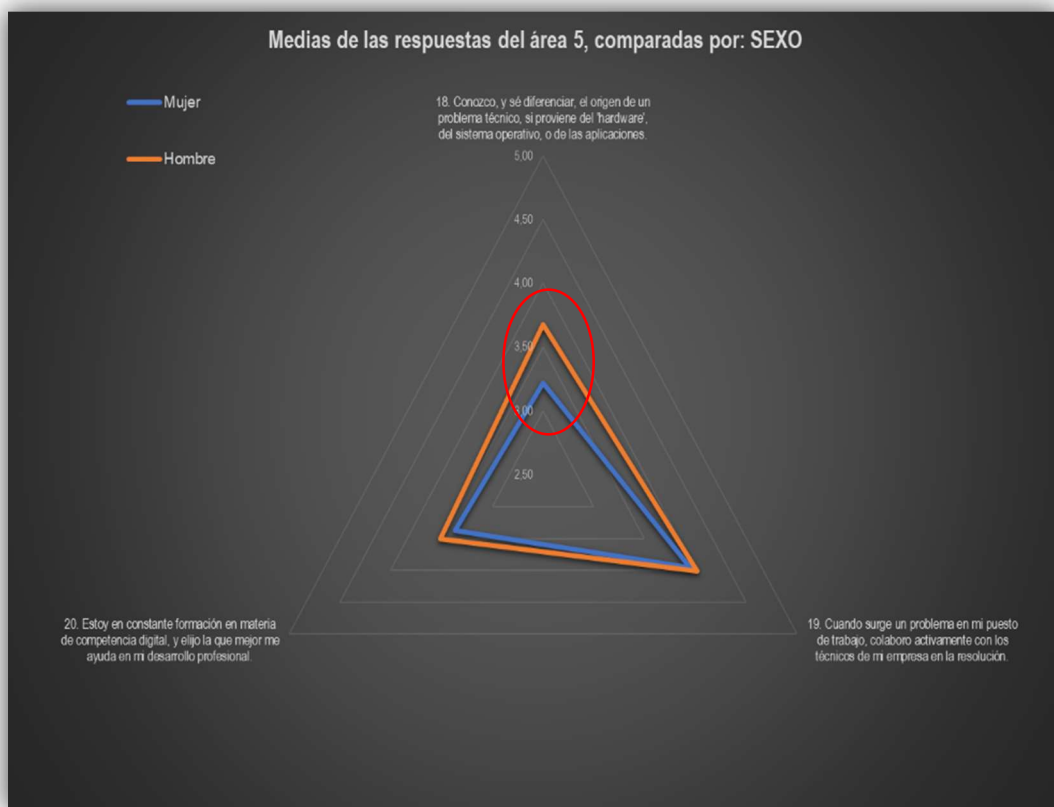 Medias de las respuestas del área 5, comparadas por: SEXO
Mujer
Hombre
18. Conozco, y sé diferenciar, el origen de un
problema técnico, si proviene del 'hardware',
del sistema operativo, o de las aplicaciones.
5,00
4,50
4,00
3,50
3,00
2,50
20. Estoy en constante formación en materia
de competencia digital, y elijo la que mejor me
ayuda en mi desarrollo profesional.
19. Cuando surge un problema en mi puesto
de trabajo, colaboro activamente con los
técnicos de mi empresa en la resolución.